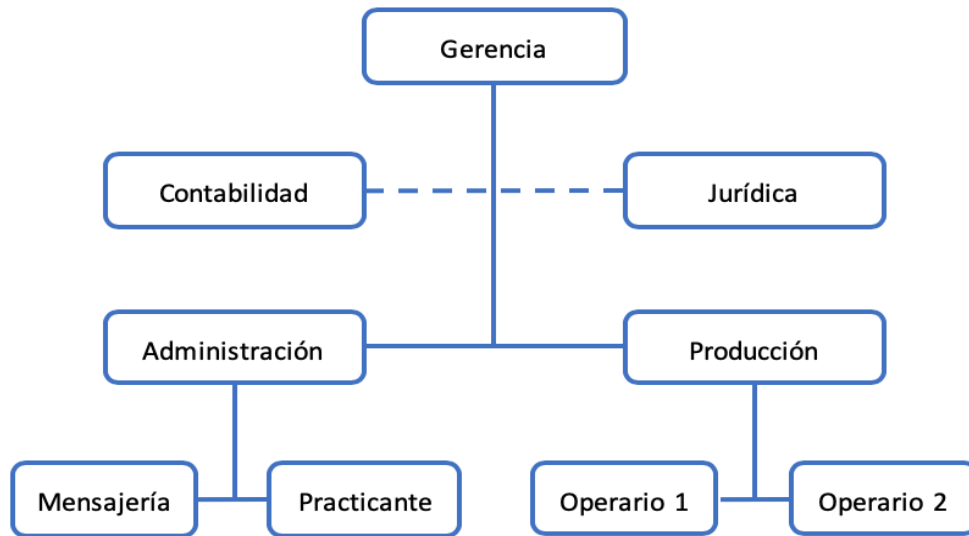 Gerencia
Contabilidad
Jurídica
Administración
Producción
Mensajería
Practicante
Operario 1
Operario 2